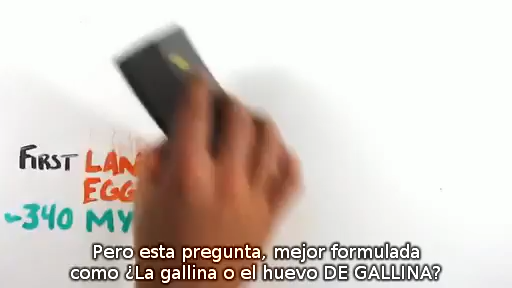 FIRST
~340 MY
Pero esta pregunta, mejor formulada
como ¿La gallina o el huevo DE GALLINA?